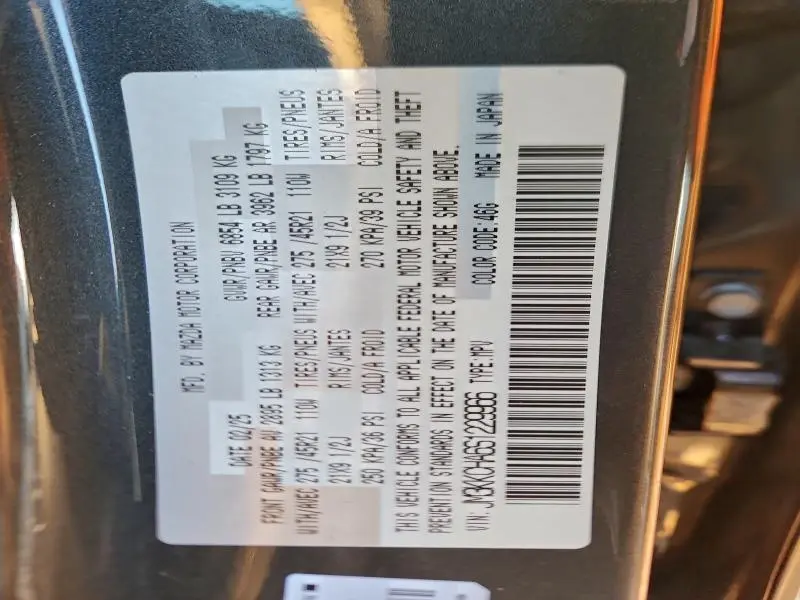 MFD. BY MAZDA MOTOR CORPORATION
DATE 02/25 GVWR/PNBV 6854 LB 3109 KG
FRONT GAWR/PNBE AV 2895 LB 1313 KG REAR GAWR/PNBE AR 3962 LB 1797 KG
WITH/AVEC 275 /45R21 110W TIRES/PNEUS WITH/AVEC 275 /45R21 110W TIRES/PNEUS
21X9 1/2J RIMS/JANTES 21X9 1/2J RIMS/JANTES
250 KPA/36 PSI COLD/A FROID 270 KPA/39 PSI COLD/A FROID
THIS VEHICLE CONFORMS TO ALL APPLICABLE FEDERAL MOTOR VEHICLE SAFETY AND THEFT
PREVENTION STANDARDS IN EFFECT ON THE DATE OF MANUFACTURE SHOWN ABOVE.
COLOR CODE:46G MADE IN JAPAN
VIN: JM3KKCHA6S1229986 TYPE:MPV